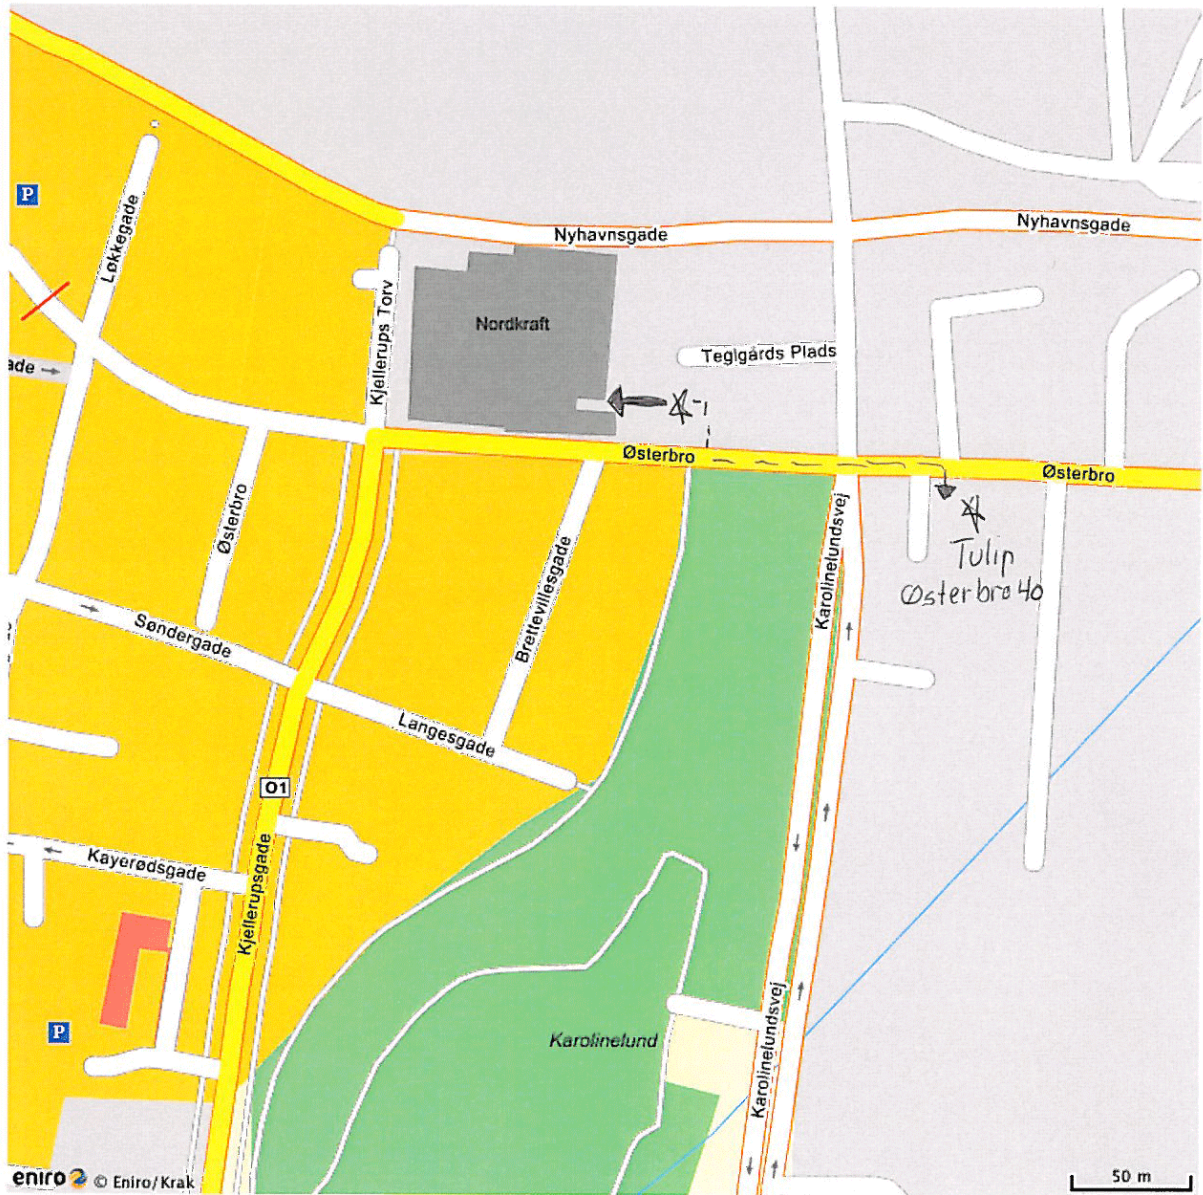 Nyhavnsgade
Nyhavnsgade
P
Løkkegade
Kjellerups Torv
Nordkraft
Teglgårds Plads
ade
Østerbro
Østerbro
Østerbro
Tulip
Østerbro 40
Karolinelundsvej
Brettevillesgade
Søndergade
Langesgade
01
Kayerødsgade
Kjellerupsgade
P
Karolinelund
Karolinelundsvej
eniro © Eniro/Krak
50 m